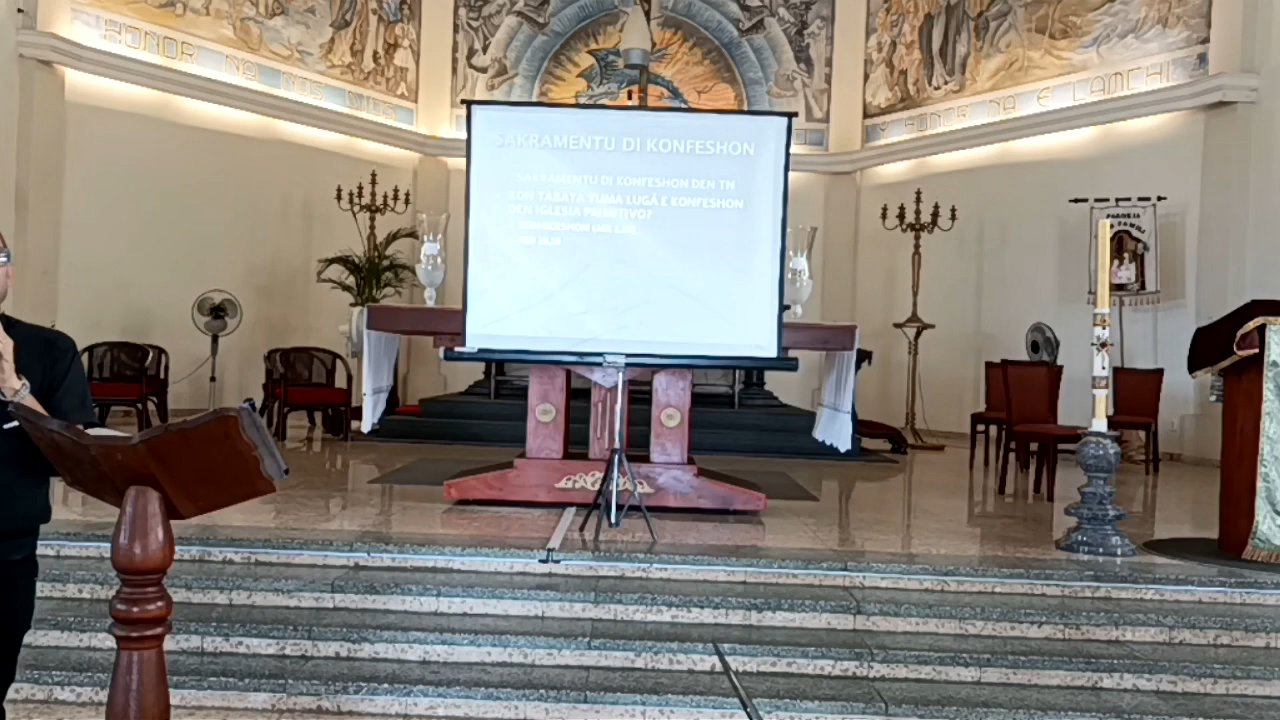 HONOR NA NOS DIOS
Y HONOR NA E LAMCHI
SAKRAMENTU DI KONFESHON
SAKRAMENTU DI KONFESHON DEN TN
KON TABATA TUMA LUGÁ E KONFESHON
DEN IGLESIA PRIMITIVO?